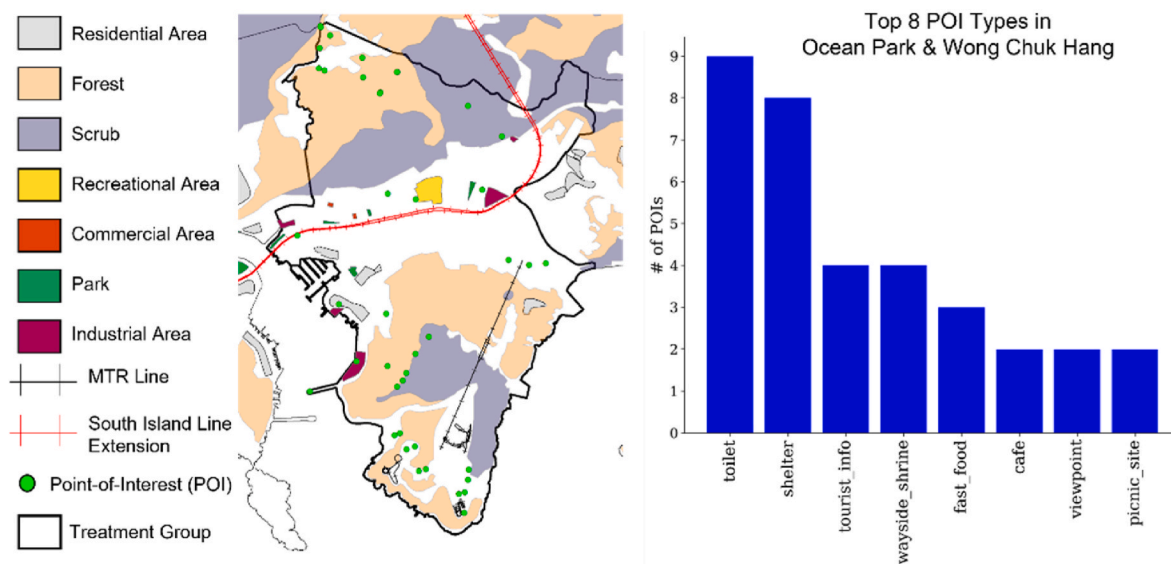 Residential Area
Forest
Scrub
Recreational Area
Commercial Area
Park
Industrial Area
MTR Line
South Island Line
Extension
Point-of-Interest (POI)
Treatment Group
Top 8 POI Types in
Ocean Park & Wong Chuk Hang
# of POIs
9
8
7
6
5
4
3
2
1
0
toilet
shelter
tourist_info
wayside_shrine
fast_food
cafe
viewpoint
picnic_site